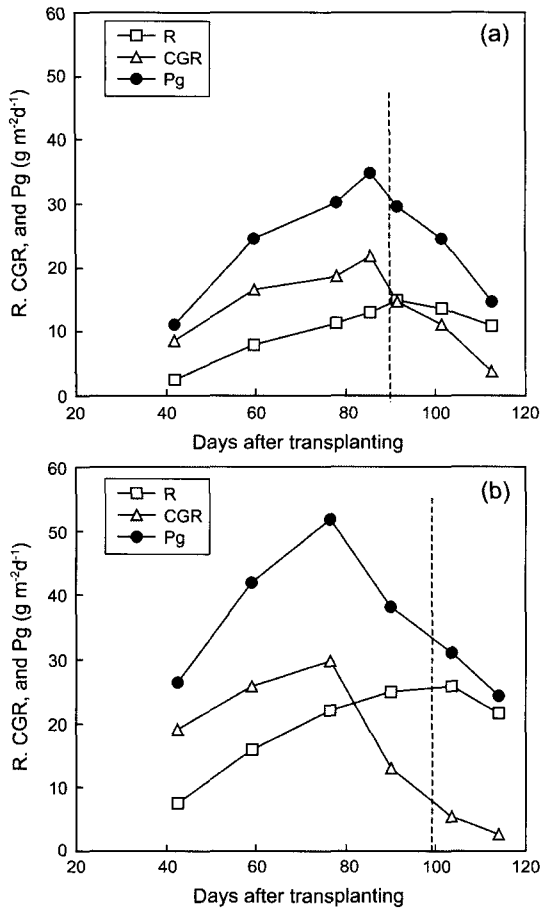 60
50
40
30
20
10
0
R
CGR
Pg
(a)
R. CGR, and Pg (g m⁻²d⁻¹)
20 40 60 80 100 120
Days after transplanting
60
50
40
30
20
10
0
R
CGR
Pg
(b)
R. CGR, and Pg (g m⁻²d⁻¹)
20 40 60 80 100 120
Days after transplanting